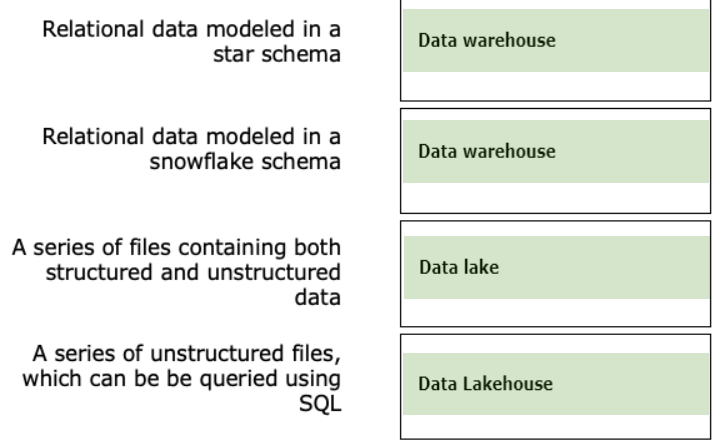 Relational data modeled in a
star schema
Data warehouse
Relational data modeled in a
snowflake schema
Data warehouse
A series of files containing both
structured and unstructured
data
Data lake
A series of unstructured files,
which can be be queried using
SQL
Data Lakehouse